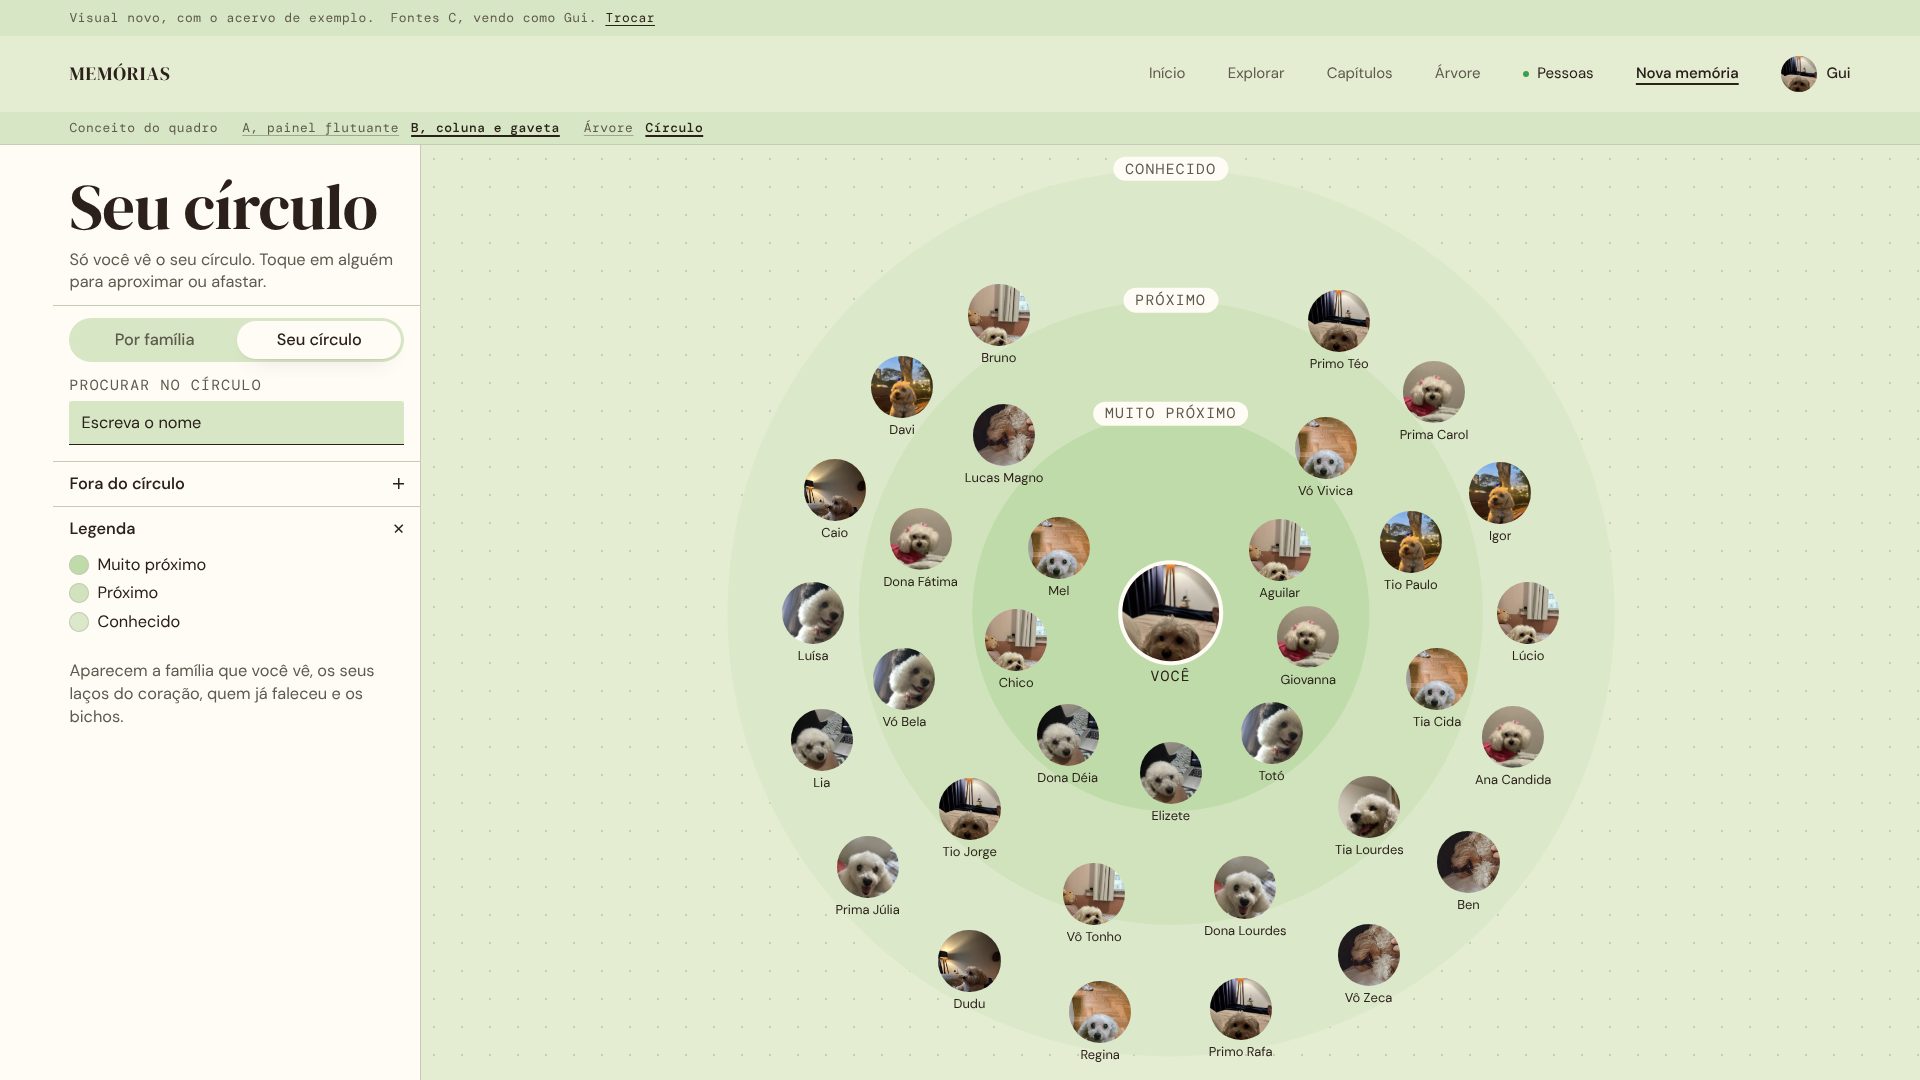 Visual novo, com o acervo de exemplo. Fontes C, vendo como Gui. Trocar
MEMÓRIAS
Início
Explorar
Capítulos
Árvore
Pessoas
Nova memória
Gui
Conceito do quadro
A, painel flutuante
B, coluna e gaveta
Árvore
Círculo
Seu círculo
Só você vê o seu círculo. Toque em alguém
para aproximar ou afastar.
Por família
Seu círculo
PROCURAR NO CÍRCULO
Escreva o nome
Fora do círculo
Legenda
Muito próximo
Próximo
Conhecido
Aparecem a família que você vê, os seus
laços do coração, quem já faleceu e os
bichos.
CONHECIDO
PRÓXIMO
Bruno
Primo Téo
MUITO PRÓXIMO
Davi
Prima Carol
Lucas Magno
Vó Vivica
Caio
Igor
Dona Fátima
Mel
Aguilar
Tio Paulo
Luísa
Lúcio
Chico
VOCÊ
Giovanna
Vó Bela
Tia Cida
Lia
Dona Déia
Totó
Ana Candida
Elizete
Tio Jorge
Tia Lourdes
Prima Júlia
Ben
Vô Tonho
Dona Lourdes
Dudu
Vô Zeca
Regina
Primo Rafa